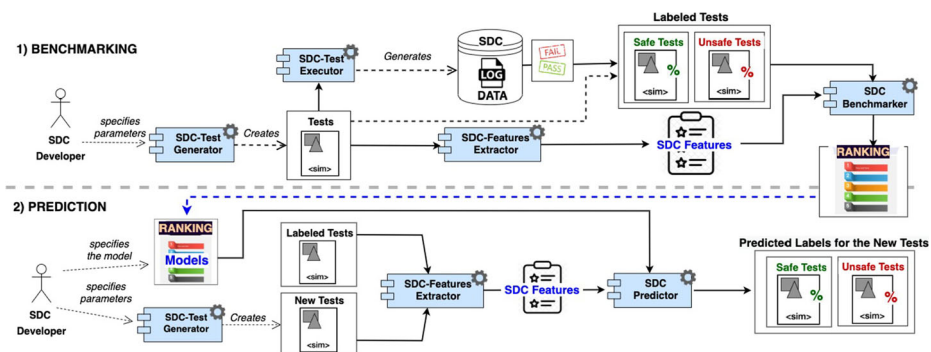 1) BENCHMARKING
SDC
Developer
specifies
parameters
SDC-Test
Generator
Creates
SDC-Test
Executor
Generates
Tests
<sim>
SDC
LOG
DATA
FAIL
PASS
SDC-Features
Extractor
Labeled Tests
Safe Tests
%
<sim>
Unsafe Tests
%
<sim>
SDC Features
SDC
Benchmarker
RANKING
2) PREDICTION
SDC
Developer
specifies
the model
specifies
parameters
RANKING
Models
SDC-Test
Generator
Creates
Labeled Tests
<sim>
New Tests
<sim>
SDC-Features
Extractor
SDC Features
SDC
Predictor
Predicted Labels for the New Tests
Safe Tests
%
<sim>
Unsafe Tests
%
<sim>